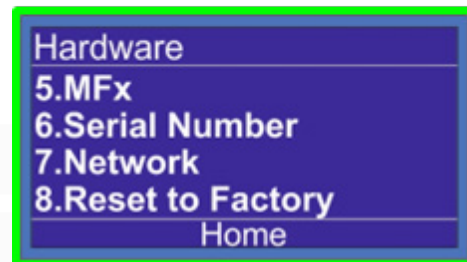 Hardware
5.MFx
6.Serial Number
7.Network
8.Reset to Factory
Home